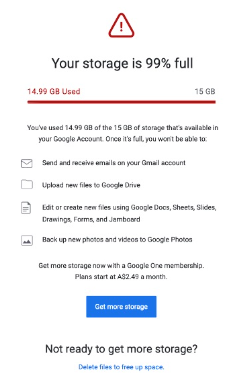 Your storage is 99% full
14.99 GB Used
15 GB
You've used 14.99 GB of the 15 GB of storage that's available in
your Google Account. Once it's full, you won't be able to:
Send and receive emails on your Gmail account
Upload new files to Google Drive
Edit or create new files using Google Docs, Sheets, Slides,
Drawings, Forms, and Jamboard
Back up new photos and videos to Google Photos
Get more storage now with a Google One membership.
Plans start at A$2.49 a month.
Get more storage
Not ready to get more storage?
Delete files to free up space.